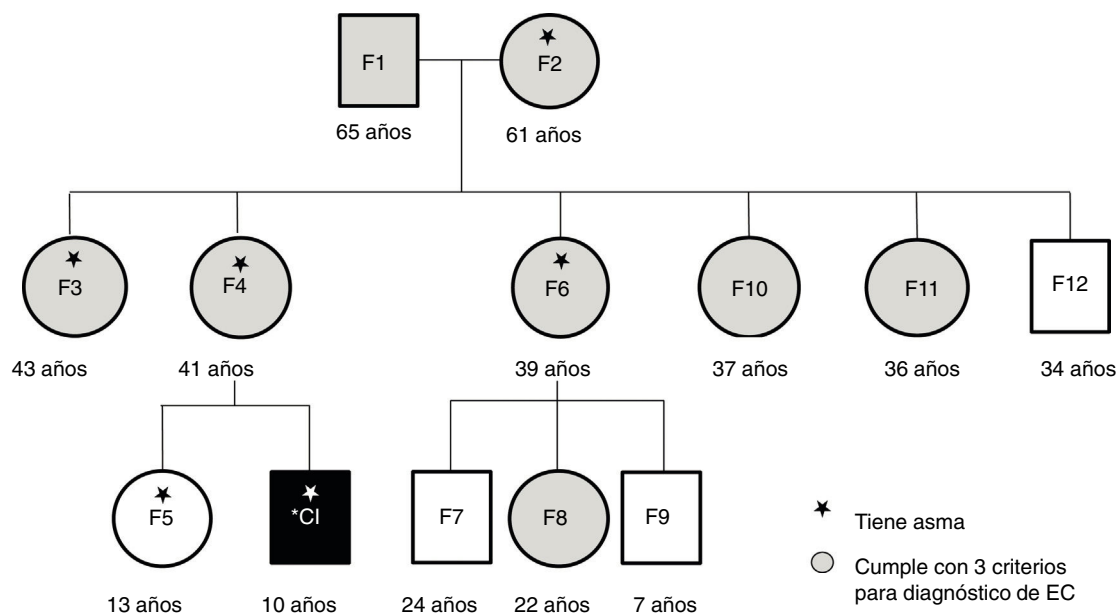 F1
F2
65 años
61 años
F3
F4
F6
F10
F11
F12
43 años
41 años
39 años
37 años
36 años
34 años
F5
*CI
F7
F8
F9
13 años
10 años
24 años
22 años
7 años
Tiene asma
Cumple con 3 criterios
para diagnóstico de EC